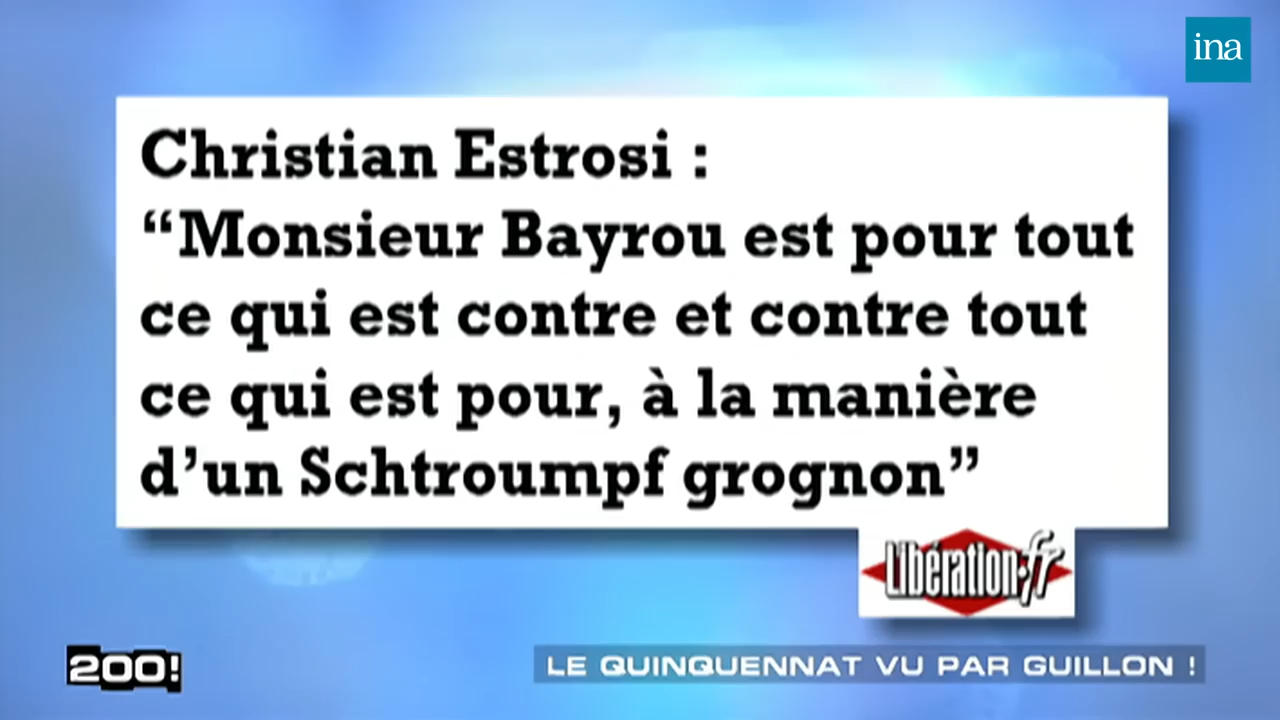 ina
Christian Estrosi :
“Monsieur Bayrou est pour tout
ce qui est contre et contre tout
ce qui est pour, à la manière
d’un Schtroumpf grognon”
Libération.fr
200!
LE QUINQUENNAT VU PAR GUILLON !